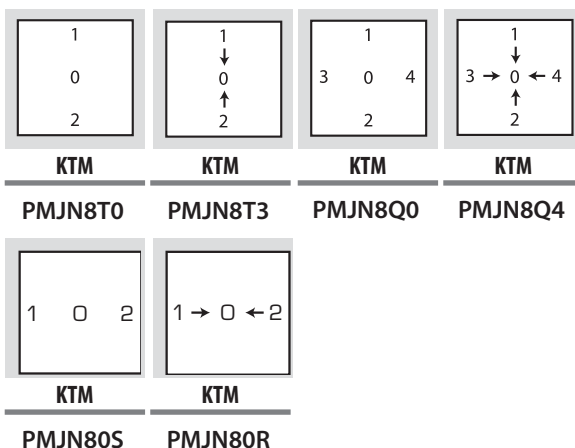 1 1 1 1
↓ ↓
0 0 3 0 4 3 → 0 ← 4
↑ ↑
2 2 2 2
KTM KTM KTM KTM
PMJN8T0 PMJN8T3 PMJN8Q0 PMJN8Q4
1 0 2 1 → 0 ← 2
KTM KTM
PMJN80S PMJN80R